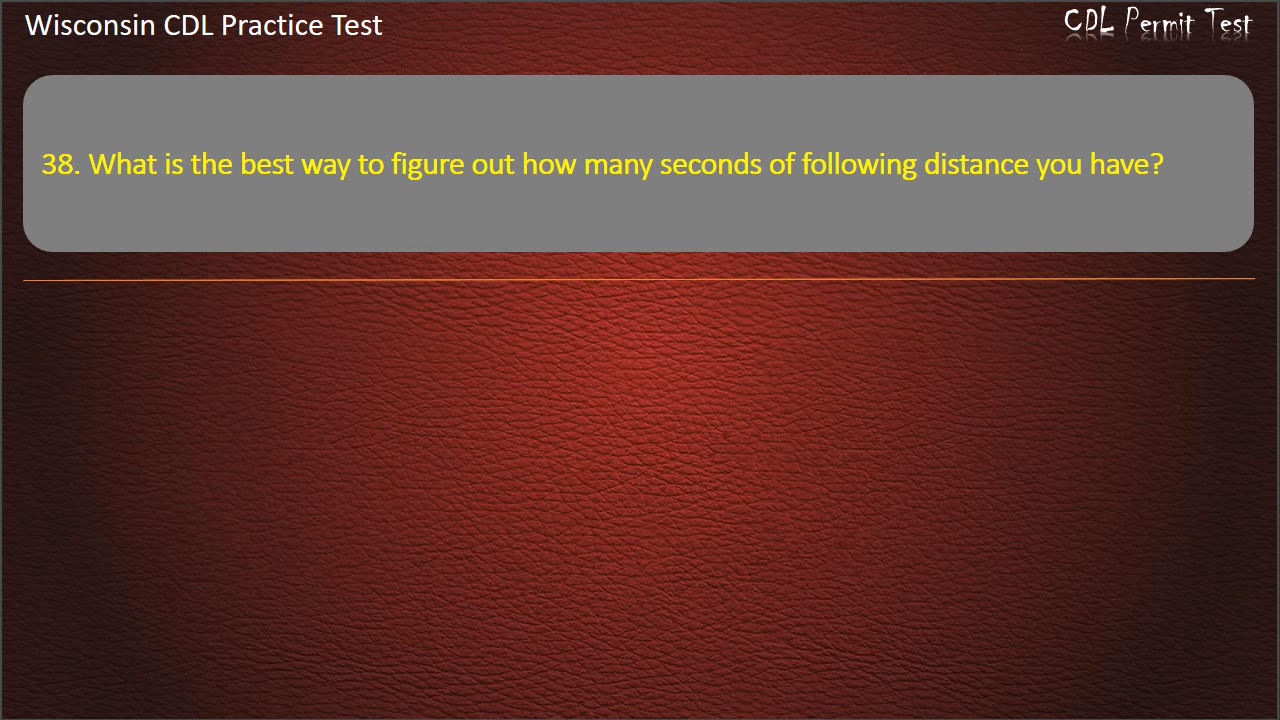 Wisconsin CDL Practice Test
CDL Permit Test
38. What is the best way to figure out how many seconds of following distance you have?